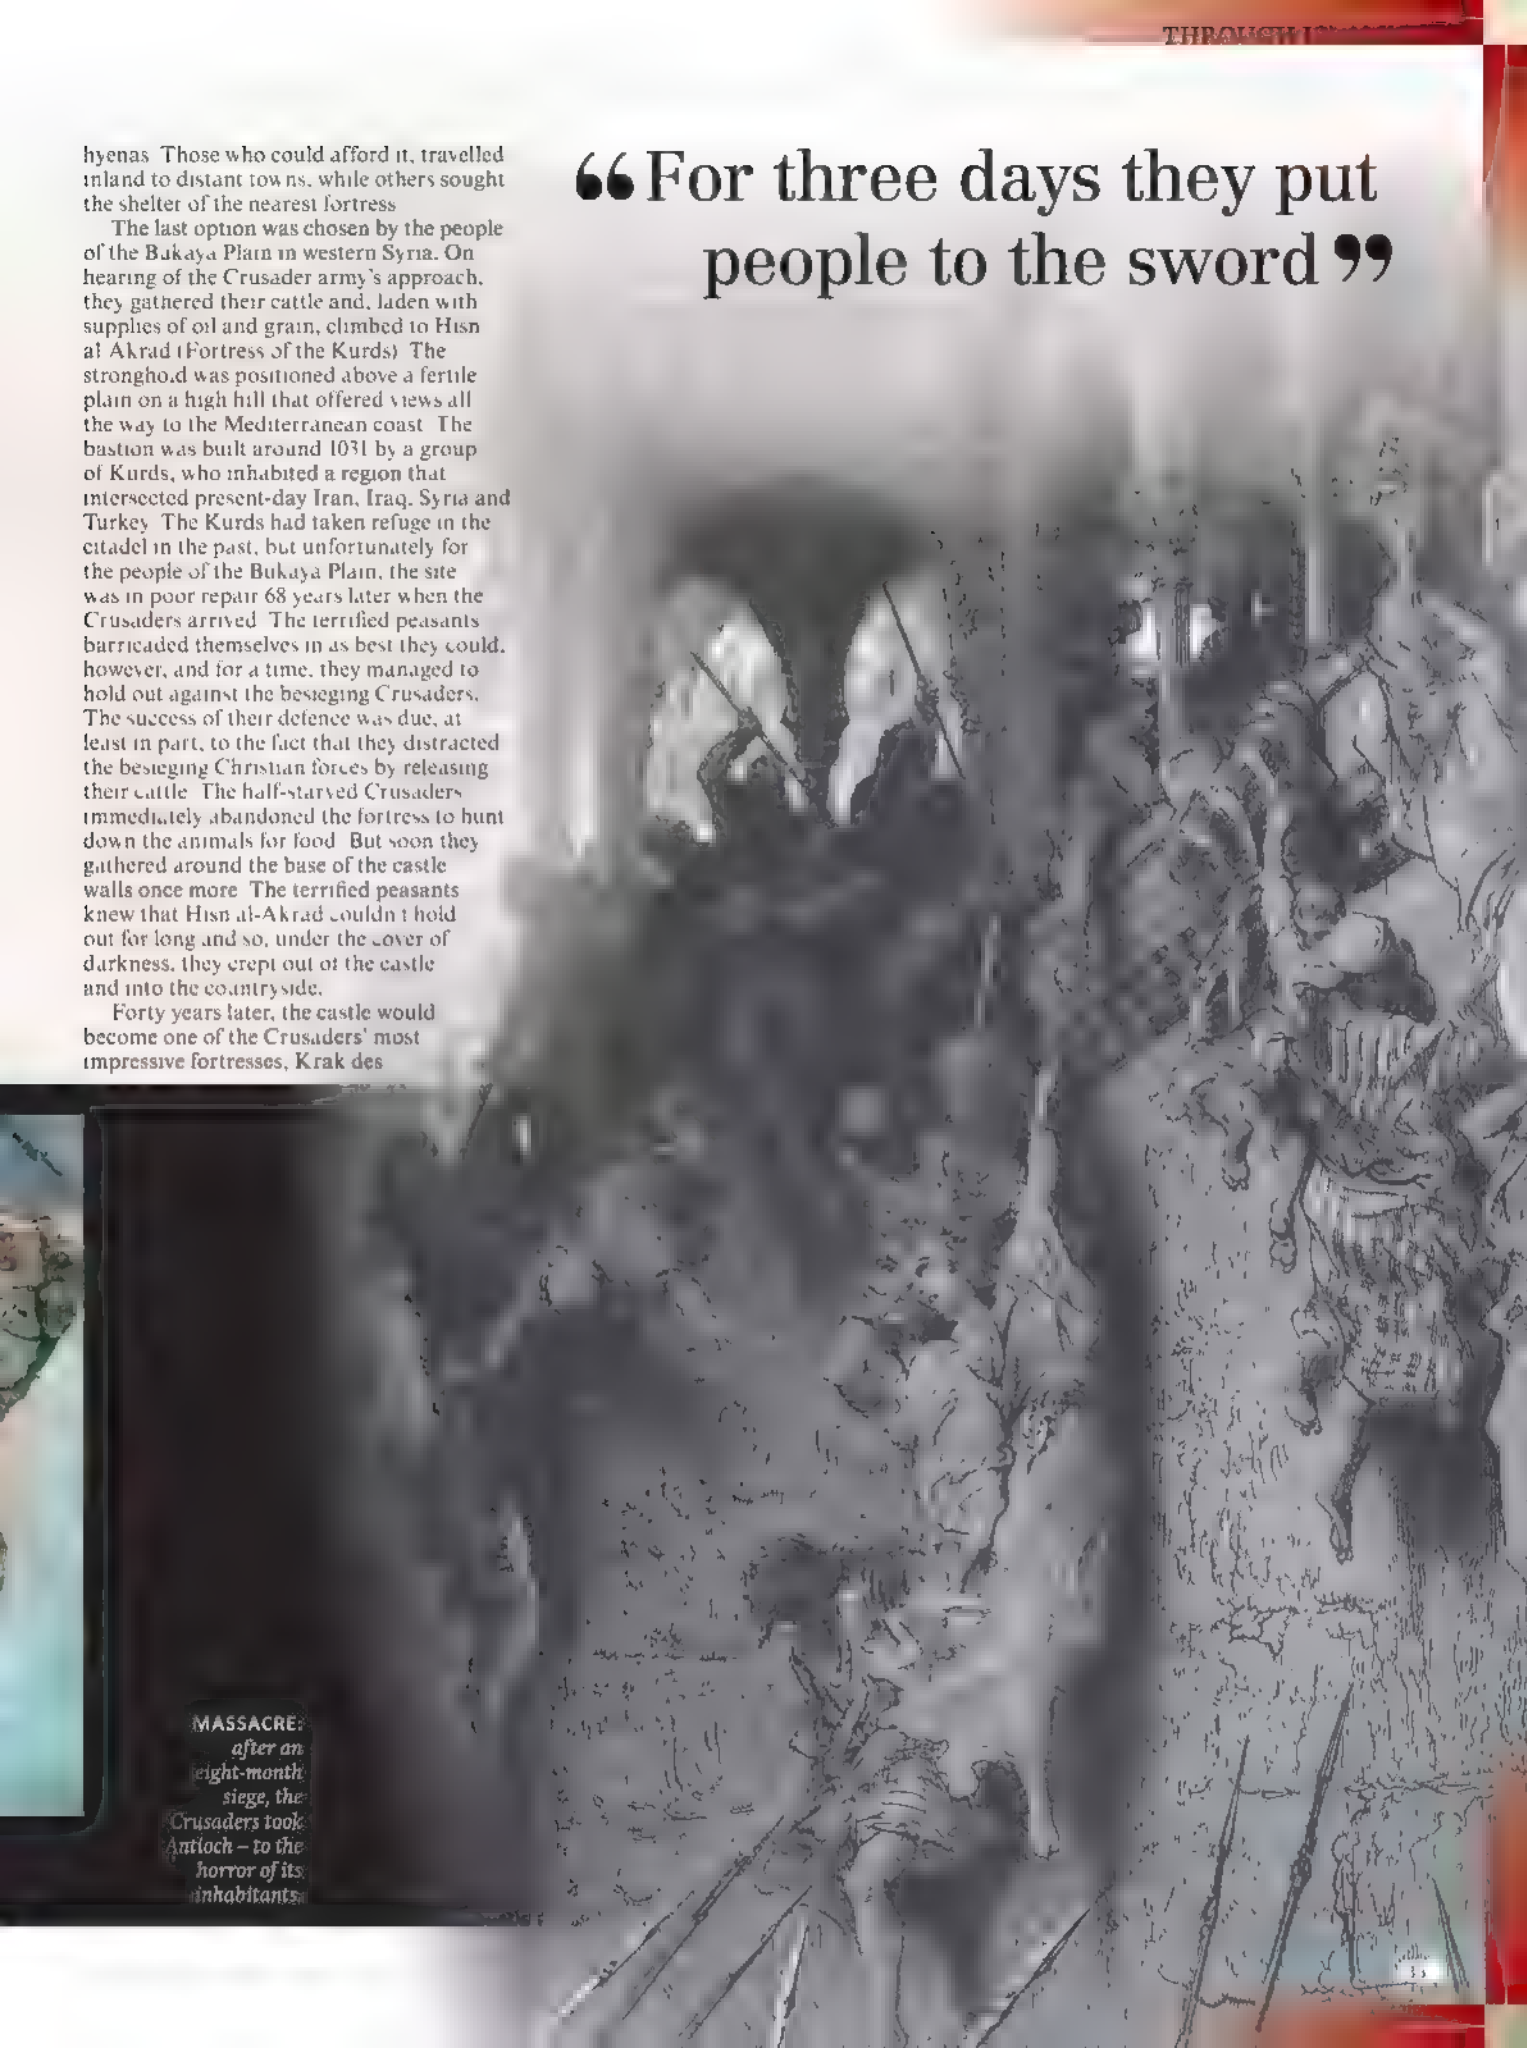 THROUGH
hyenas Those who could afford it, travelled
inland to distant towns, while others sought
the shelter of the nearest fortress
The last option was chosen by the people
of the Bukaya Plain in western Syria. On
hearing of the Crusader army's approach,
they gathered their cattle and, laden with
supplies of oil and grain, climbed to Hisn
al Akrad (Fortress of the Kurds) The
stronghold was positioned above a fertile
plain on a high hill that offered views all
the way to the Mediterranean coast The
bastion was built around 1031 by a group
of Kurds, who inhabited a region that
intersected present-day Iran, Iraq, Syria and
Turkey The Kurds had taken refuge in the
citadel in the past, but unfortunately for
the people of the Bukaya Plain, the site
was in poor repair 68 years later when the
Crusaders arrived The terrified peasants
barricaded themselves in as best they could,
however, and for a time, they managed to
hold out against the besieging Crusaders.
The success of their defence was due, at
least in part, to the fact that they distracted
the besieging Christian forces by releasing
their cattle The half-starved Crusaders
immediately abandoned the fortress to hunt
down the animals for food But soon they
gathered around the base of the castle
walls once more The terrified peasants
knew that Hisn al-Akrad couldn t hold
out for long and so, under the cover of
darkness, they crept out of the castle
and into the countryside.
Forty years later, the castle would
become one of the Crusaders' most
impressive fortresses, Krak des
“For three days they put
people to the sword”
MASSACRE:
after an
eight-month
siege, the
Crusaders took
Antioch – to the
horror of its
inhabitants